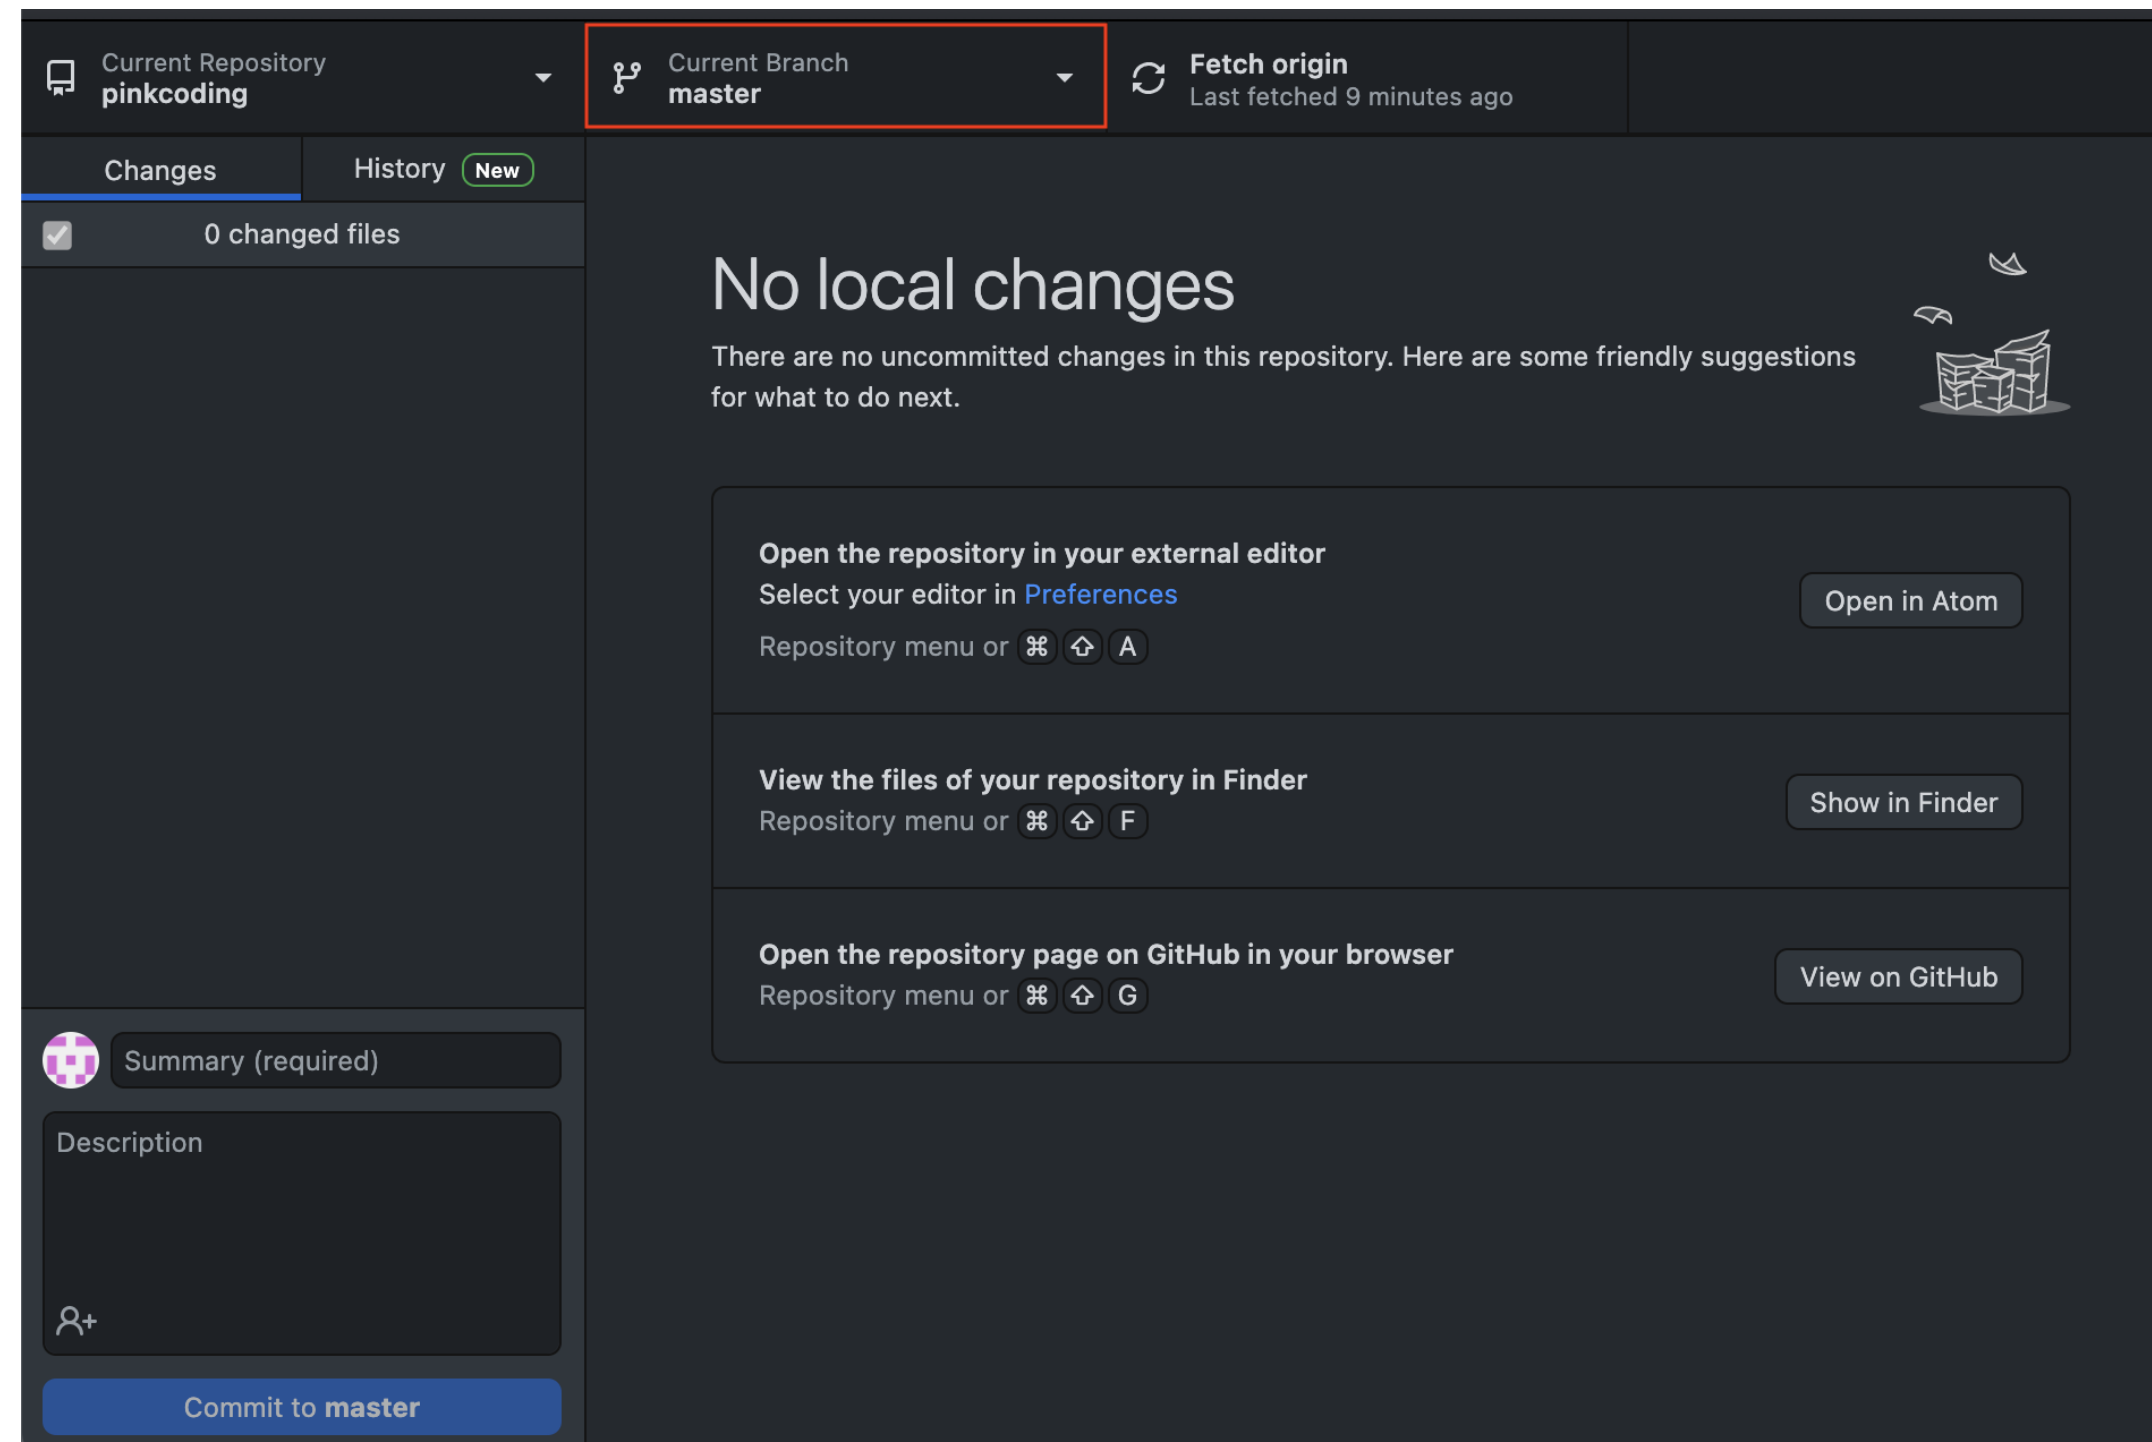 Current Repository
pinkcoding
Current Branch
master
Fetch origin
Last fetched 9 minutes ago
Changes
History New
0 changed files
No local changes
There are no uncommitted changes in this repository. Here are some friendly suggestions
for what to do next.
Open the repository in your external editor
Select your editor in Preferences
Repository menu or ⌘ ⇧ A
Open in Atom
View the files of your repository in Finder
Repository menu or ⌘ ⇧ F
Show in Finder
Open the repository page on GitHub in your browser
Repository menu or ⌘ ⇧ G
View on GitHub
Summary (required)
Description
Commit to master